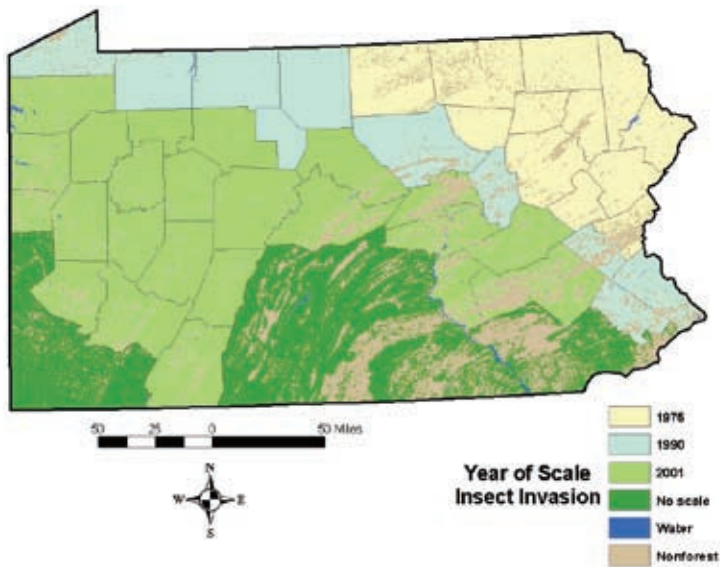 50 25 0 50 Miles
N
W E
S
Year of Scale
Insect Invasion
1976
1990
2001
No scale
Water
Nonforest